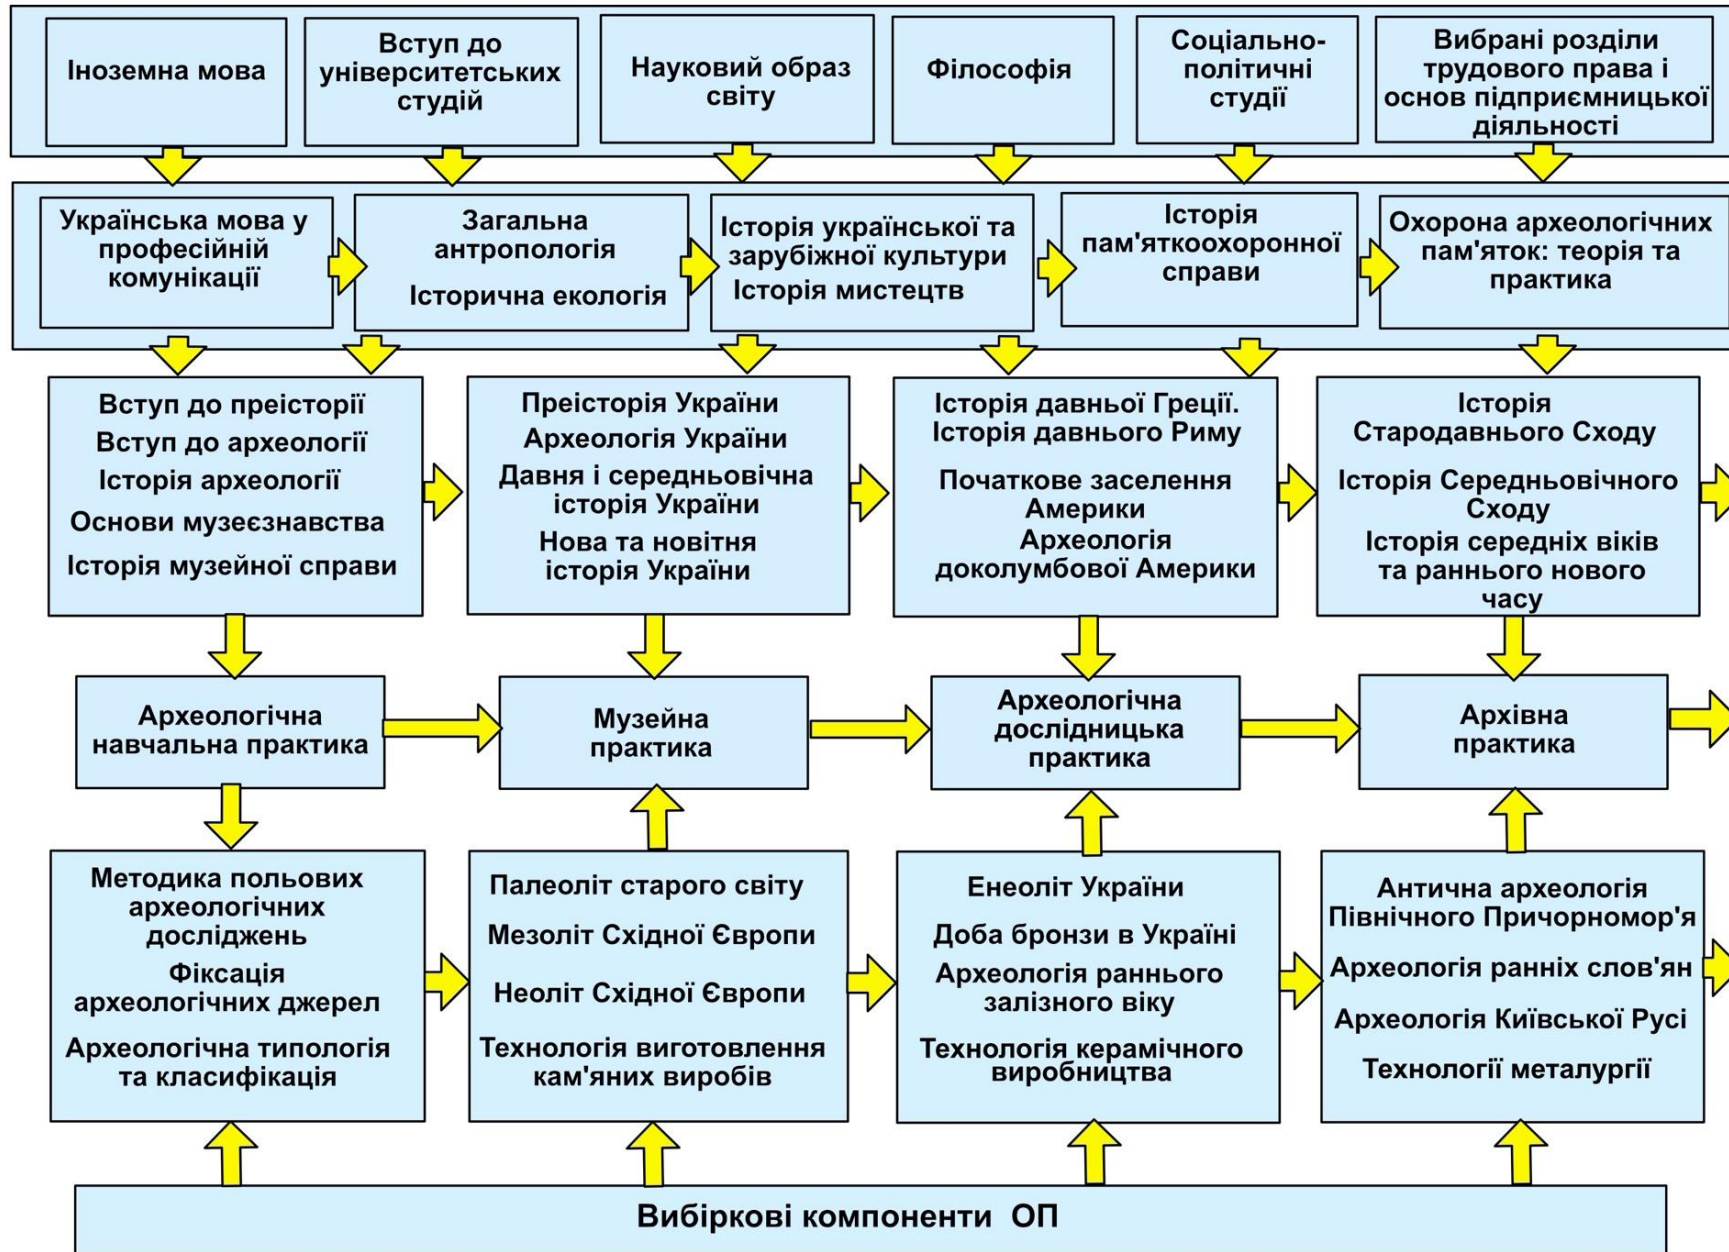 Іноземна мова
Вступ до
університетських
студій
Науковий образ
світу
Філософія
Соціально-
політичні
студії
Вибрані розділи
трудового права і
основ підприємницької
діяльності
Українська мова у
професійній
комунікації
Загальна
антропологія
Історична екологія
Історія української та
зарубіжної культури
Історія мистецтв
Історія
пам'яткоохоронної
справи
Охорона археологічних
пам'яток: теорія та
практика
Вступ до преісторії
Вступ до археології
Історія археології
Основи музеєзнавства
Історія музейної справи
Преісторія України
Археологія України
Давня і середньовічна
історія України
Нова та новітня
історія України
Історія давньої Греції.
Історія давнього Риму
Початкове заселення
Америки
Археологія
доколумбової Америки
Історія
Стародавнього Сходу
Історія Середньовічного
Сходу
Історія середніх віків
та раннього нового
часу
Археологічна
навчальна практика
Музейна
практика
Археологічна
дослідницька
практика
Архівна
практика
Методика польових
археологічних
досліджень
Фіксація
археологічних джерел
Археологічна типологія
та класифікація
Палеоліт старого світу
Мезоліт Східної Європи
Неоліт Східної Європи
Технологія виготовлення
кам'яних виробів
Енеоліт України
Доба бронзи в Україні
Археологія раннього
залізного віку
Технологія керамічного
виробництва
Антична археологія
Північного Причорномор'я
Археологія ранніх слов'ян
Археологія Київської Русі
Технології металургії
Вибіркові компоненти ОП